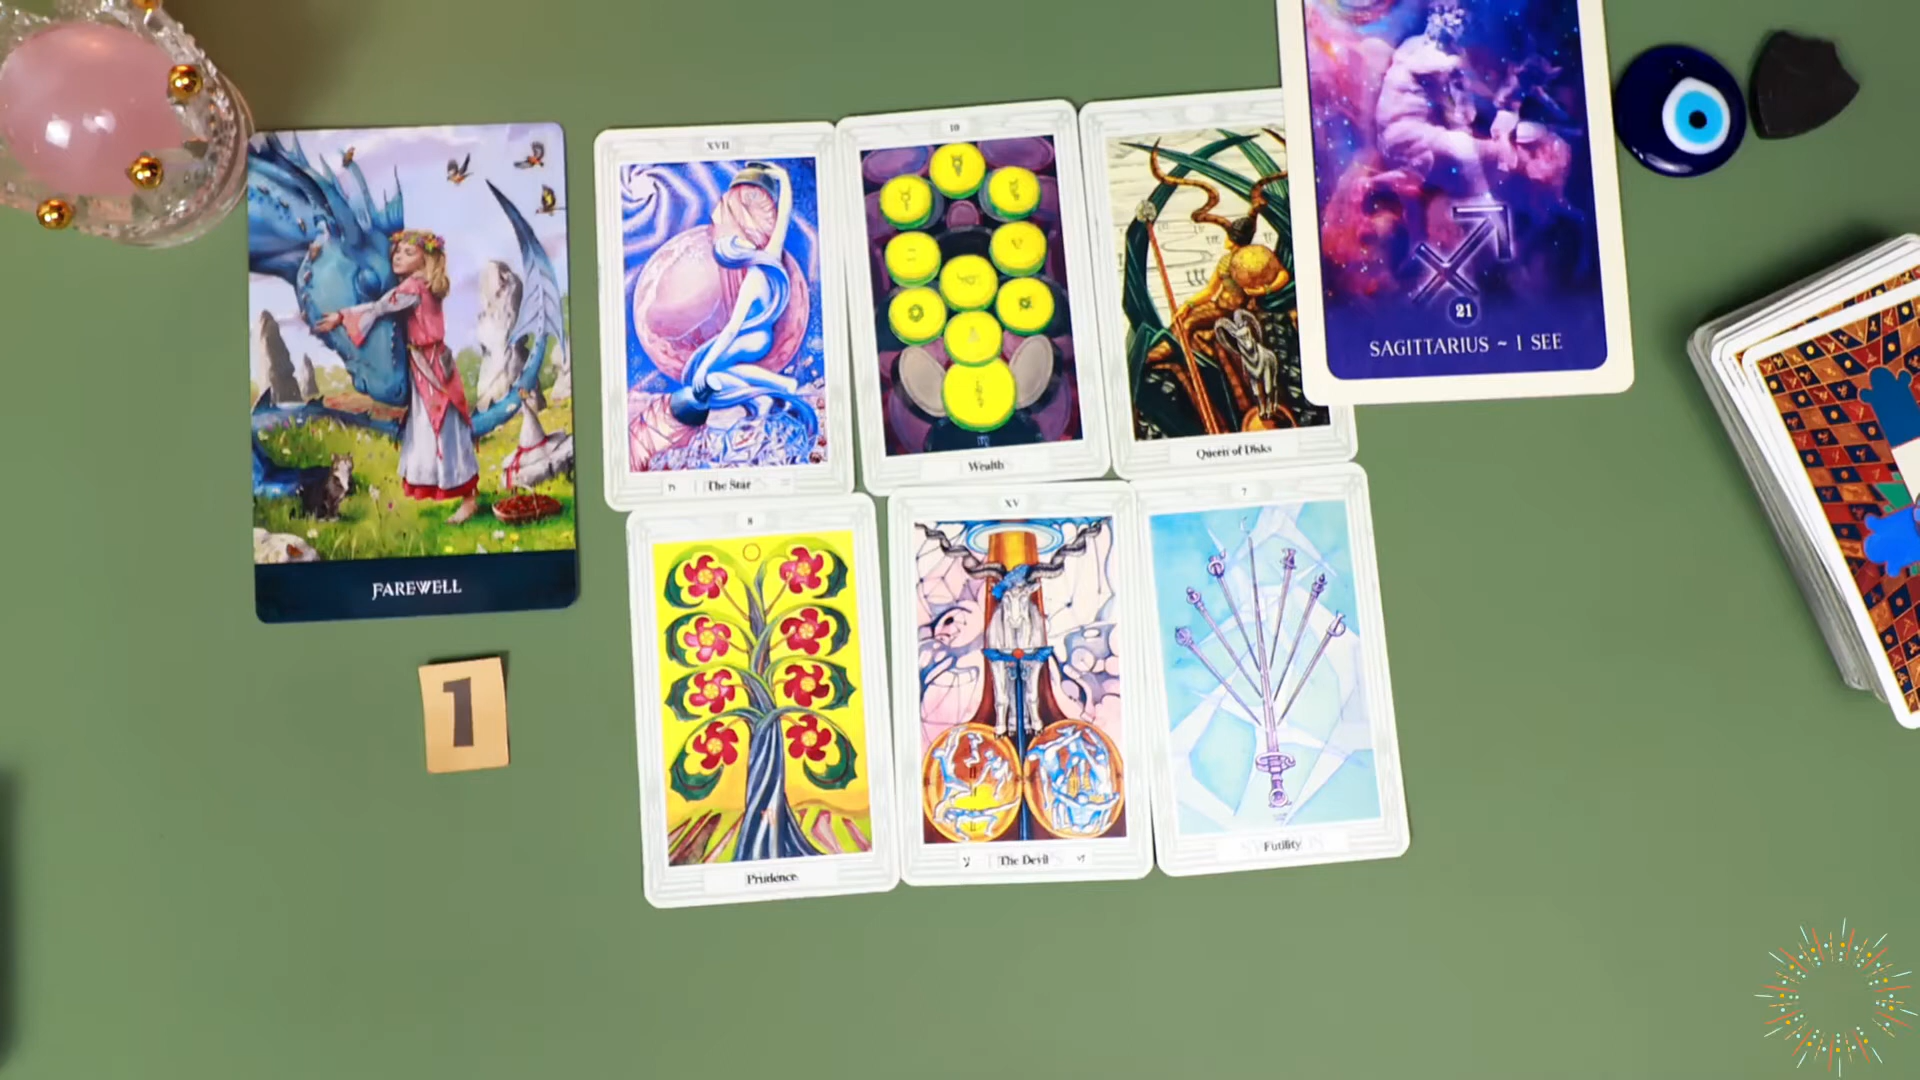 FAREWELL
1
XVII
The Star
10
Wealth
Queen of Disks
21
SAGITTARIUS ~ I SEE
8
Prudence
XV
The Devil
7
Futility